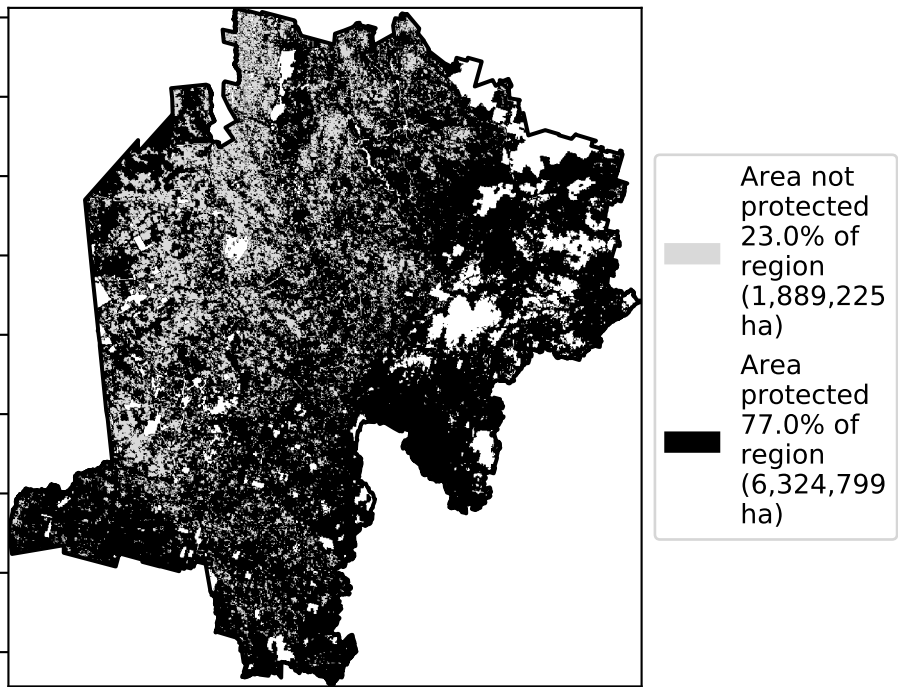 Area not
protected
23.0% of
region
(1,889,225
ha)
Area
protected
77.0% of
region
(6,324,799
ha)